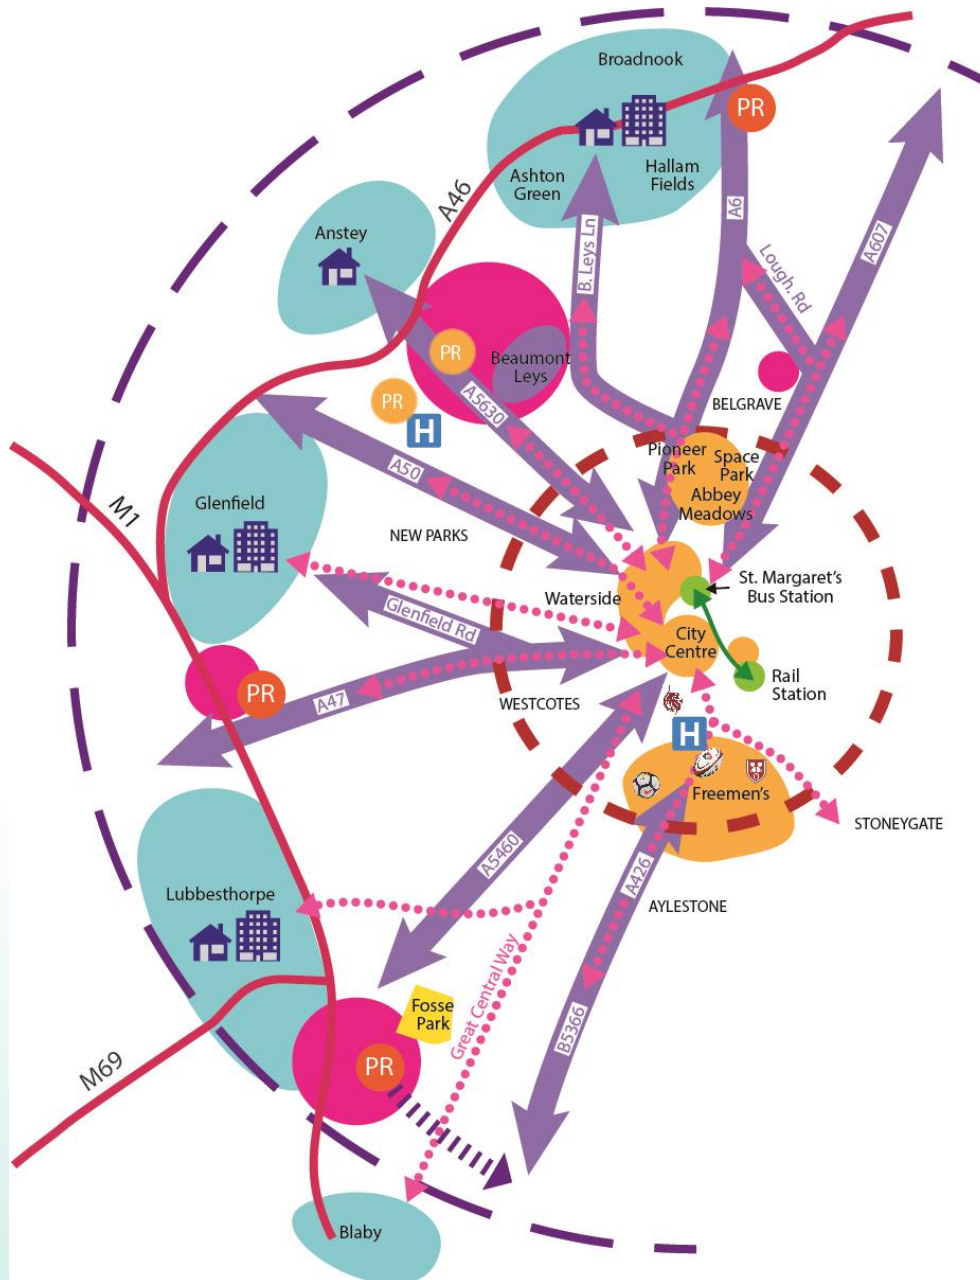 Broadnook
PR
Ashton
Green
Hallam
Fields
A46
A6
Anstey
B. Leys Ln
A607
Lough. Rd
PR
Beaumont
Leys
PR
H
A5630
BELGRAVE
A50
Pioneer
Park
Space
Park
Abbey
Meadows
M1
Glenfield
NEW PARKS
Waterside
St. Margaret's
Bus Station
Glenfield Rd
City
Centre
Rail
Station
PR
A47
WESTCOTES
H
Freemen's
STONEYGATE
A5460
A426
AYLESTONE
Lubbesthorpe
Great Central Way
Fosse
Park
B5366
M69
PR
Blaby